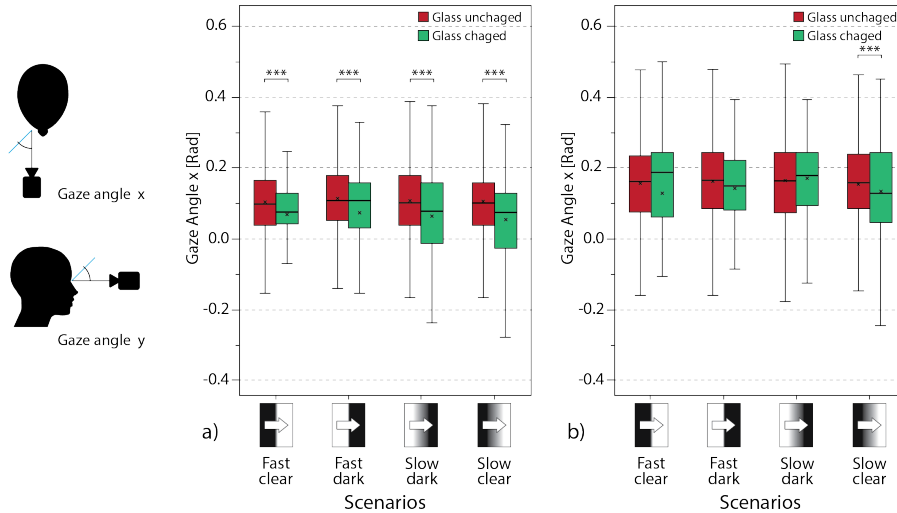 Gaze angle x
Gaze angle y
Glass unchaged
Glass chaged
Gaze Angle x [Rad]
0.6
0.4
0.2
0.0
-0.2
-0.4
***
***
***
***
a)
Fast
clear
Fast
dark
Slow
dark
Slow
clear
Scenarios
Glass unchaged
Glass chaged
Gaze Angle x [Rad]
0.6
0.4
0.2
0.0
-0.2
-0.4
***
b)
Fast
clear
Fast
dark
Slow
dark
Slow
clear
Scenarios